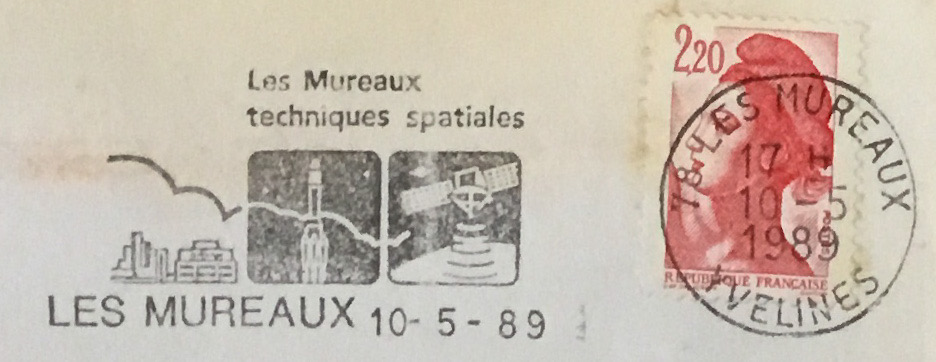 Les Mureaux
techniques spatiales
LES MUREAUX 10-5-89
2,20
RÉPUBLIQUE FRANÇAISE
78-LES MUREAUX
17 H
10-5
1989
YVELINES